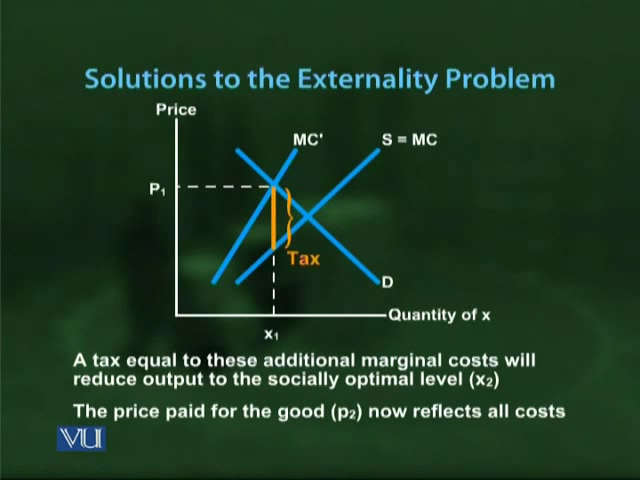 Solutions to the Externality Problem
Price
MC'
S = MC
P₁
Tax
D
Quantity of x
x₁
A tax equal to these additional marginal costs will
reduce output to the socially optimal level (x₂)
The price paid for the good (p₂) now reflects all costs
VU